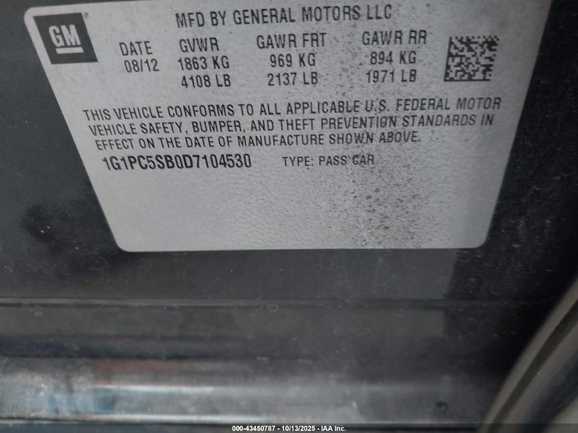 MFD BY GENERAL MOTORS LLC
GM
DATE GVWR GAWR FRT GAWR RR
08/12 1863 KG 969 KG 894 KG
4108 LB 2137 LB 1971 LB
THIS VEHICLE CONFORMS TO ALL APPLICABLE U.S. FEDERAL MOTOR
VEHICLE SAFETY, BUMPER, AND THEFT PREVENTION STANDARDS IN
EFFECT ON THE DATE OF MANUFACTURE SHOWN ABOVE.
1G1PC5SB0D7104530 TYPE: PASS CAR
000-43450787 - 10/13/2025 - IAA Inc.